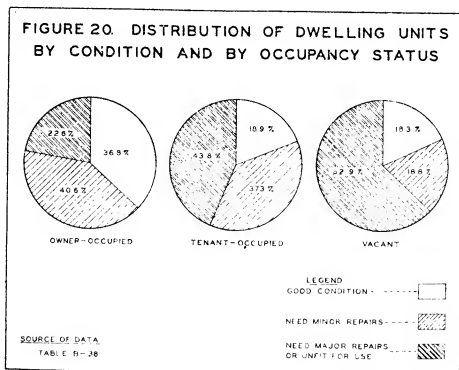 FIGURE 20. DISTRIBUTION OF DWELLING UNITS
BY CONDITION AND BY OCCUPANCY STATUS
22.6 %
36.8 %
40.6 %
OWNER-OCCUPIED
18.9 %
43.8 %
37.3 %
TENANT-OCCUPIED
18.3 %
62.9 %
18.8 %
VACANT
LEGEND
GOOD CONDITION
NEED MINOR REPAIRS
NEED MAJOR REPAIRS
OR UNFIT FOR USE
SOURCE OF DATA
TABLE B-38